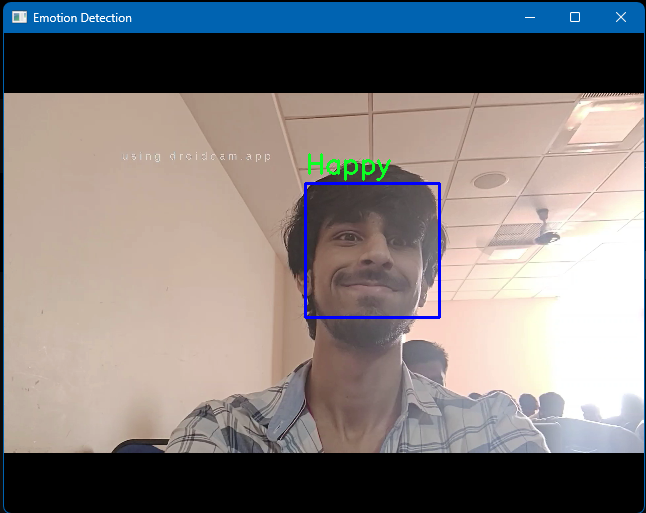 Emotion Detection
using droidcam.app
Happy